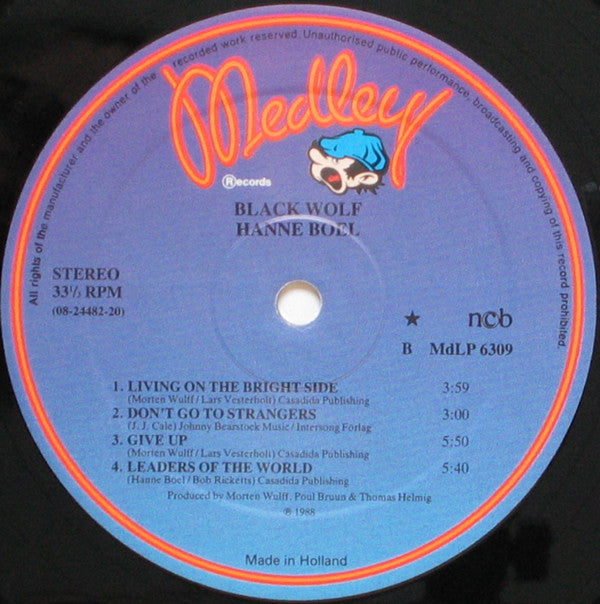 All rights of the manufacturer and the owner of the recorded work reserved. Unauthorised public performance, broadcasting and copying of this record prohibited.
Medley
®ecords
BLACK WOLF
HANNE BOEL
STEREO
33⅓ RPM
(08-24482-20)
★ ncb
B MdLP 6309
1. LIVING ON THE BRIGHT SIDE 3:59
(Morten Wulff / Lars Vesterholt) Casadida Publishing
2. DON'T GO TO STRANGERS 3:00
(J. J. Cale) Johnny Bearstock Music / Intersong Forlag
3. GIVE UP 5:50
(Morten Wulff / Lars Vesterholt) Casadida Publishing
4. LEADERS OF THE WORLD 5:40
(Hanne Boel / Bob Ricketts) Casadida Publishing
Produced by Morten Wulff, Poul Bruun & Thomas Helmig
℗ 1988
Made in Holland